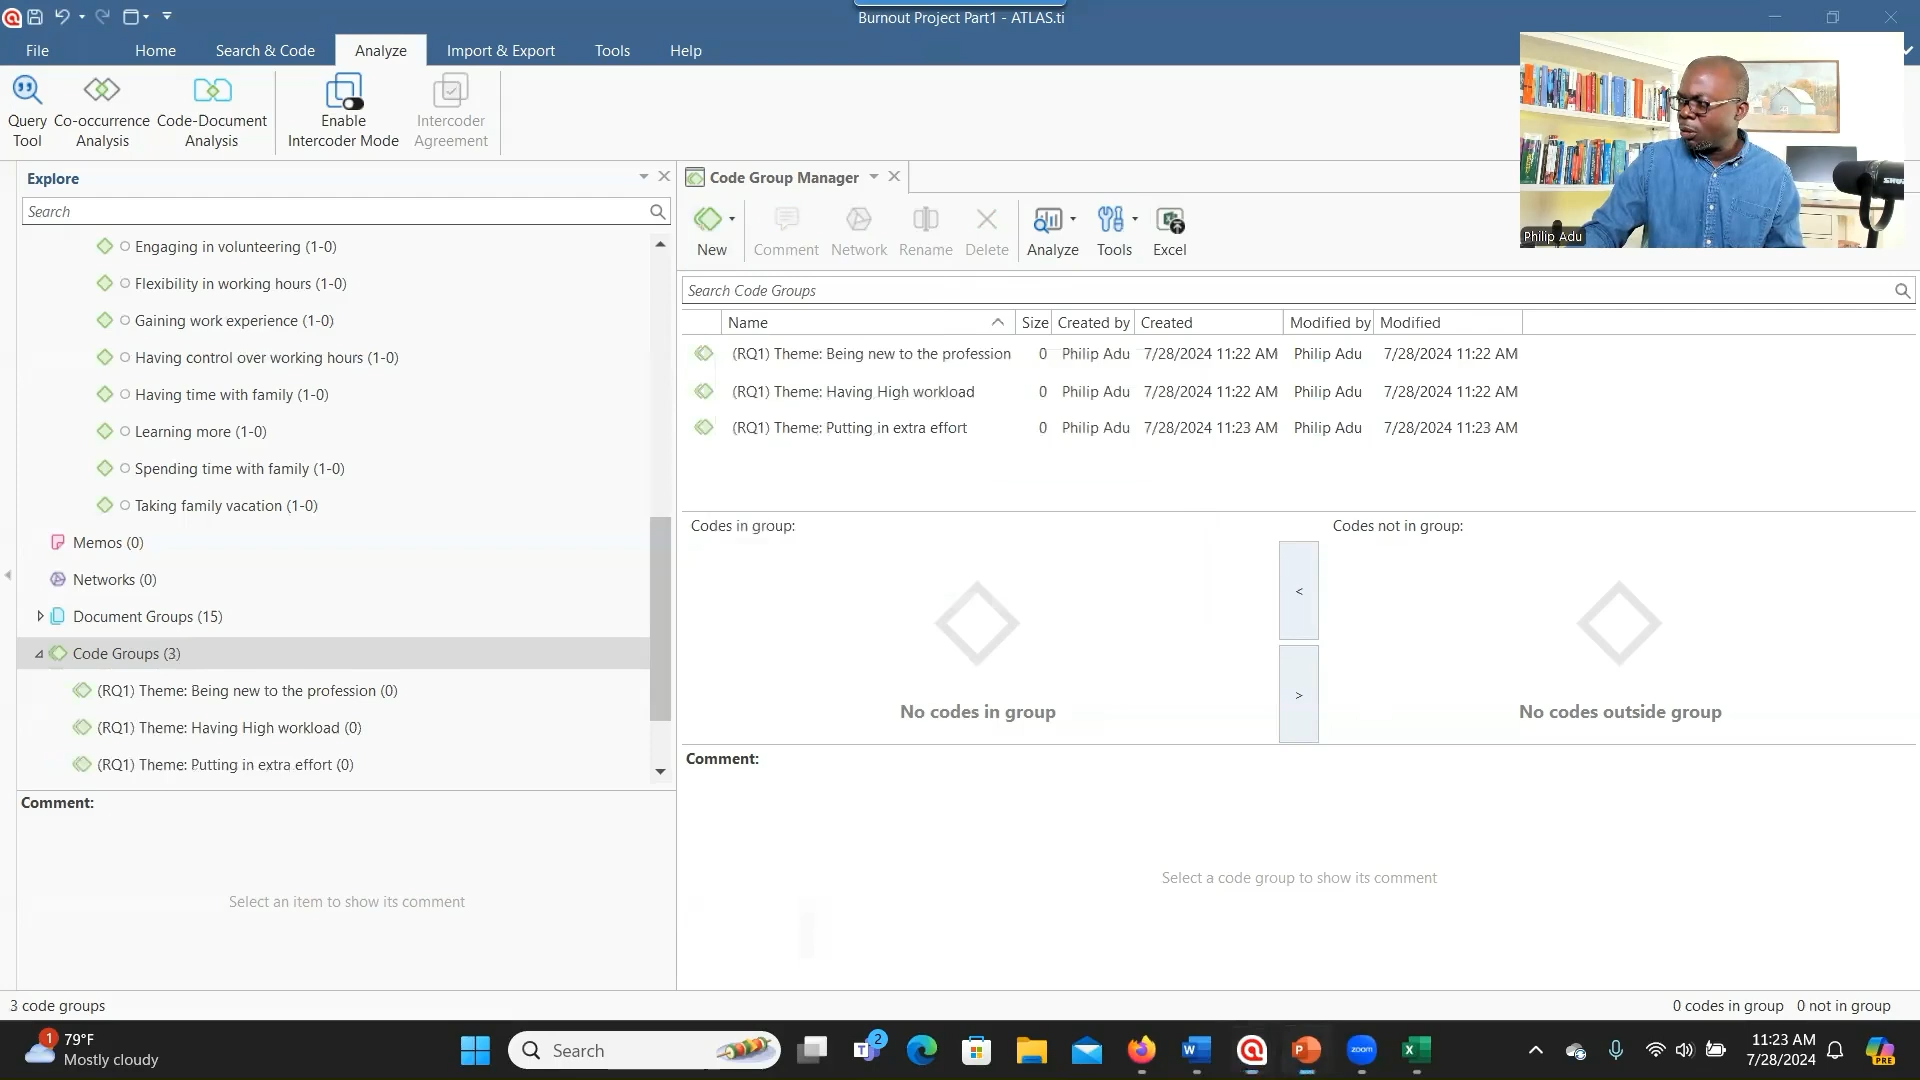 Burnout Project Part1 - ATLAS.ti
File Home Search & Code Analyze Import & Export Tools Help
Query Tool
Co-occurrence Analysis
Code-Document Analysis
Enable Intercoder Mode
Intercoder Agreement
Philip Adu
Explore
Search
Engaging in volunteering (1-0)
Flexibility in working hours (1-0)
Gaining work experience (1-0)
Having control over working hours (1-0)
Having time with family (1-0)
Learning more (1-0)
Spending time with family (1-0)
Taking family vacation (1-0)
Memos (0)
Networks (0)
Document Groups (15)
Code Groups (3)
(RQ1) Theme: Being new to the profession (0)
(RQ1) Theme: Having High workload (0)
(RQ1) Theme: Putting in extra effort (0)
Comment:
Select an item to show its comment
Code Group Manager
New Comment Network Rename Delete Analyze Tools Excel
Search Code Groups
Name Size Created by Created Modified by Modified
(RQ1) Theme: Being new to the profession 0 Philip Adu 7/28/2024 11:22 AM Philip Adu 7/28/2024 11:22 AM
(RQ1) Theme: Having High workload 0 Philip Adu 7/28/2024 11:22 AM Philip Adu 7/28/2024 11:22 AM
(RQ1) Theme: Putting in extra effort 0 Philip Adu 7/28/2024 11:23 AM Philip Adu 7/28/2024 11:23 AM
Codes in group: Codes not in group:
<
>
No codes in group No codes outside group
Comment:
Select a code group to show its comment
3 code groups 0 codes in group 0 not in group
1 79°F
Mostly cloudy
Search
2
zoom
11:23 AM
7/28/2024
PRE